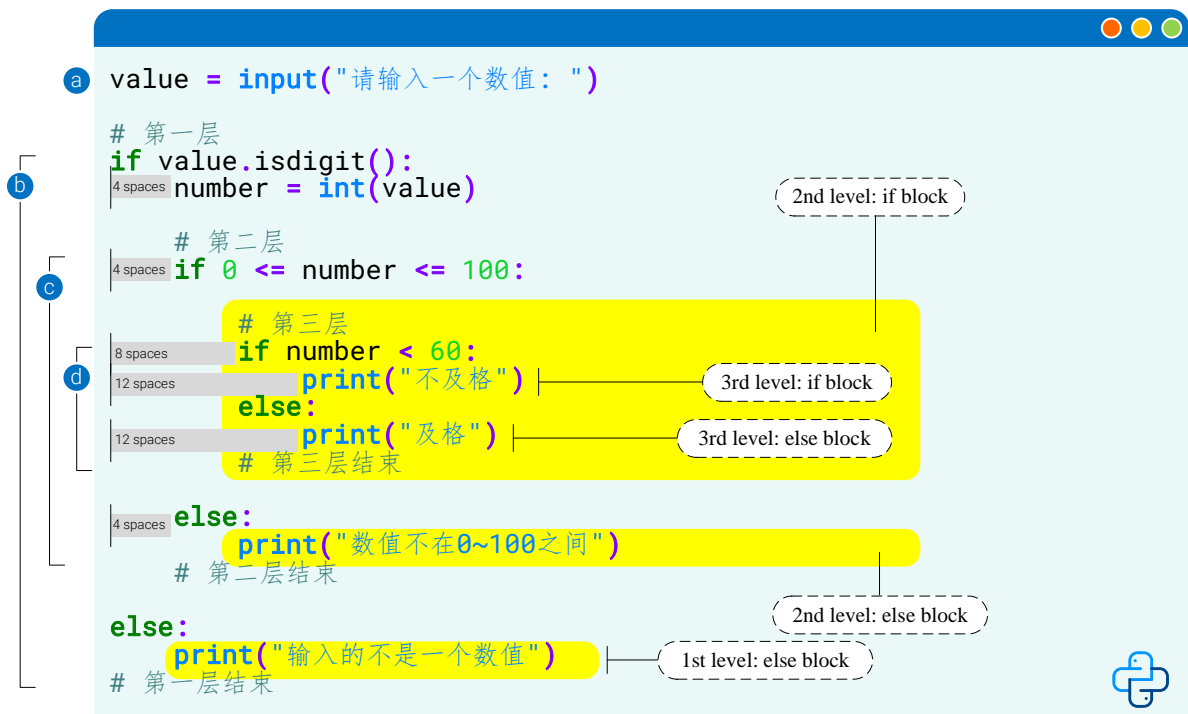 a value = input("请输入一个数值: ")
# 第一层
b if value.isdigit():
4 spaces number = int(value)
2nd level: if block
# 第二层
c 4 spaces if 0 <= number <= 100:
# 第三层
8 spaces if number < 60:
d 12 spaces print("不及格") 3rd level: if block
else:
12 spaces print("及格") 3rd level: else block
# 第三层结束
4 spaces else:
print("数值不在0~100之间")
# 第二层结束
2nd level: else block
else:
print("输入的不是一个数值") 1st level: else block
# 第一层结束